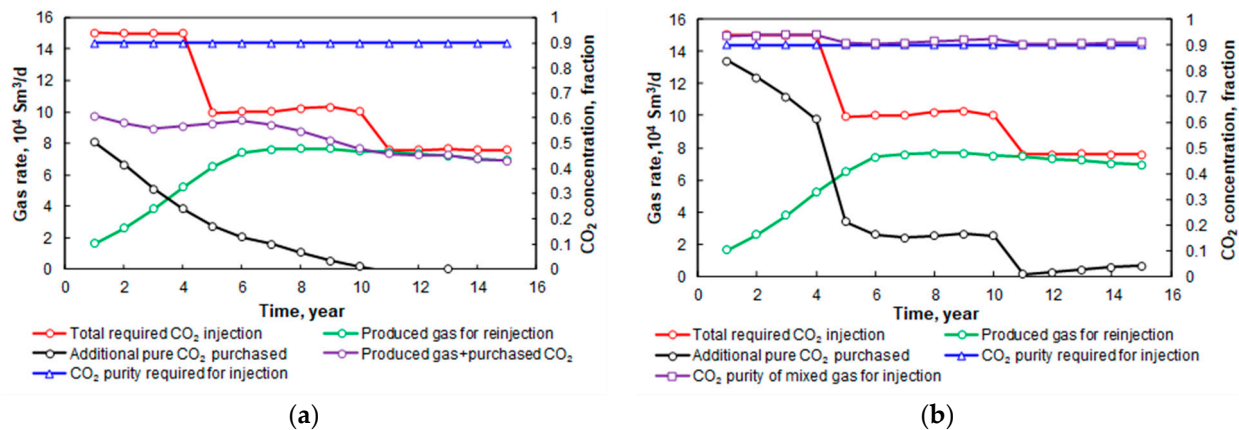 16
14
12
10
8
6
4
2
0
Gas rate, 10⁴ Sm³/d
1
0.9
0.8
0.7
0.6
0.5
0.4
0.3
0.2
0.1
0
CO₂ concentration, fraction
0 2 4 6 8 10 12 14 16
Time, year
Total required CO₂ injection Produced gas for reinjection
Additional pure CO₂ purchased Produced gas+purchased CO₂
CO₂ purity required for injection
(a)
16
14
12
10
8
6
4
2
0
Gas rate,10⁴ Sm³/d
1
0.9
0.8
0.7
0.6
0.5
0.4
0.3
0.2
0.1
0
CO₂ concentration, fraction
0 2 4 6 8 10 12 14 16
Time, year
Total required CO₂ injection Produced gas for reinjection
Additional pure CO₂ purchased CO₂ purity required for injection
CO₂ purity of mixed gas for injection
(b)